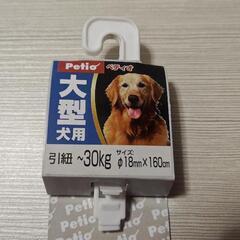 Petio ペティオ
大型
犬用
引紐 ~30kg サイズ: φ18mm×160cm
Petio